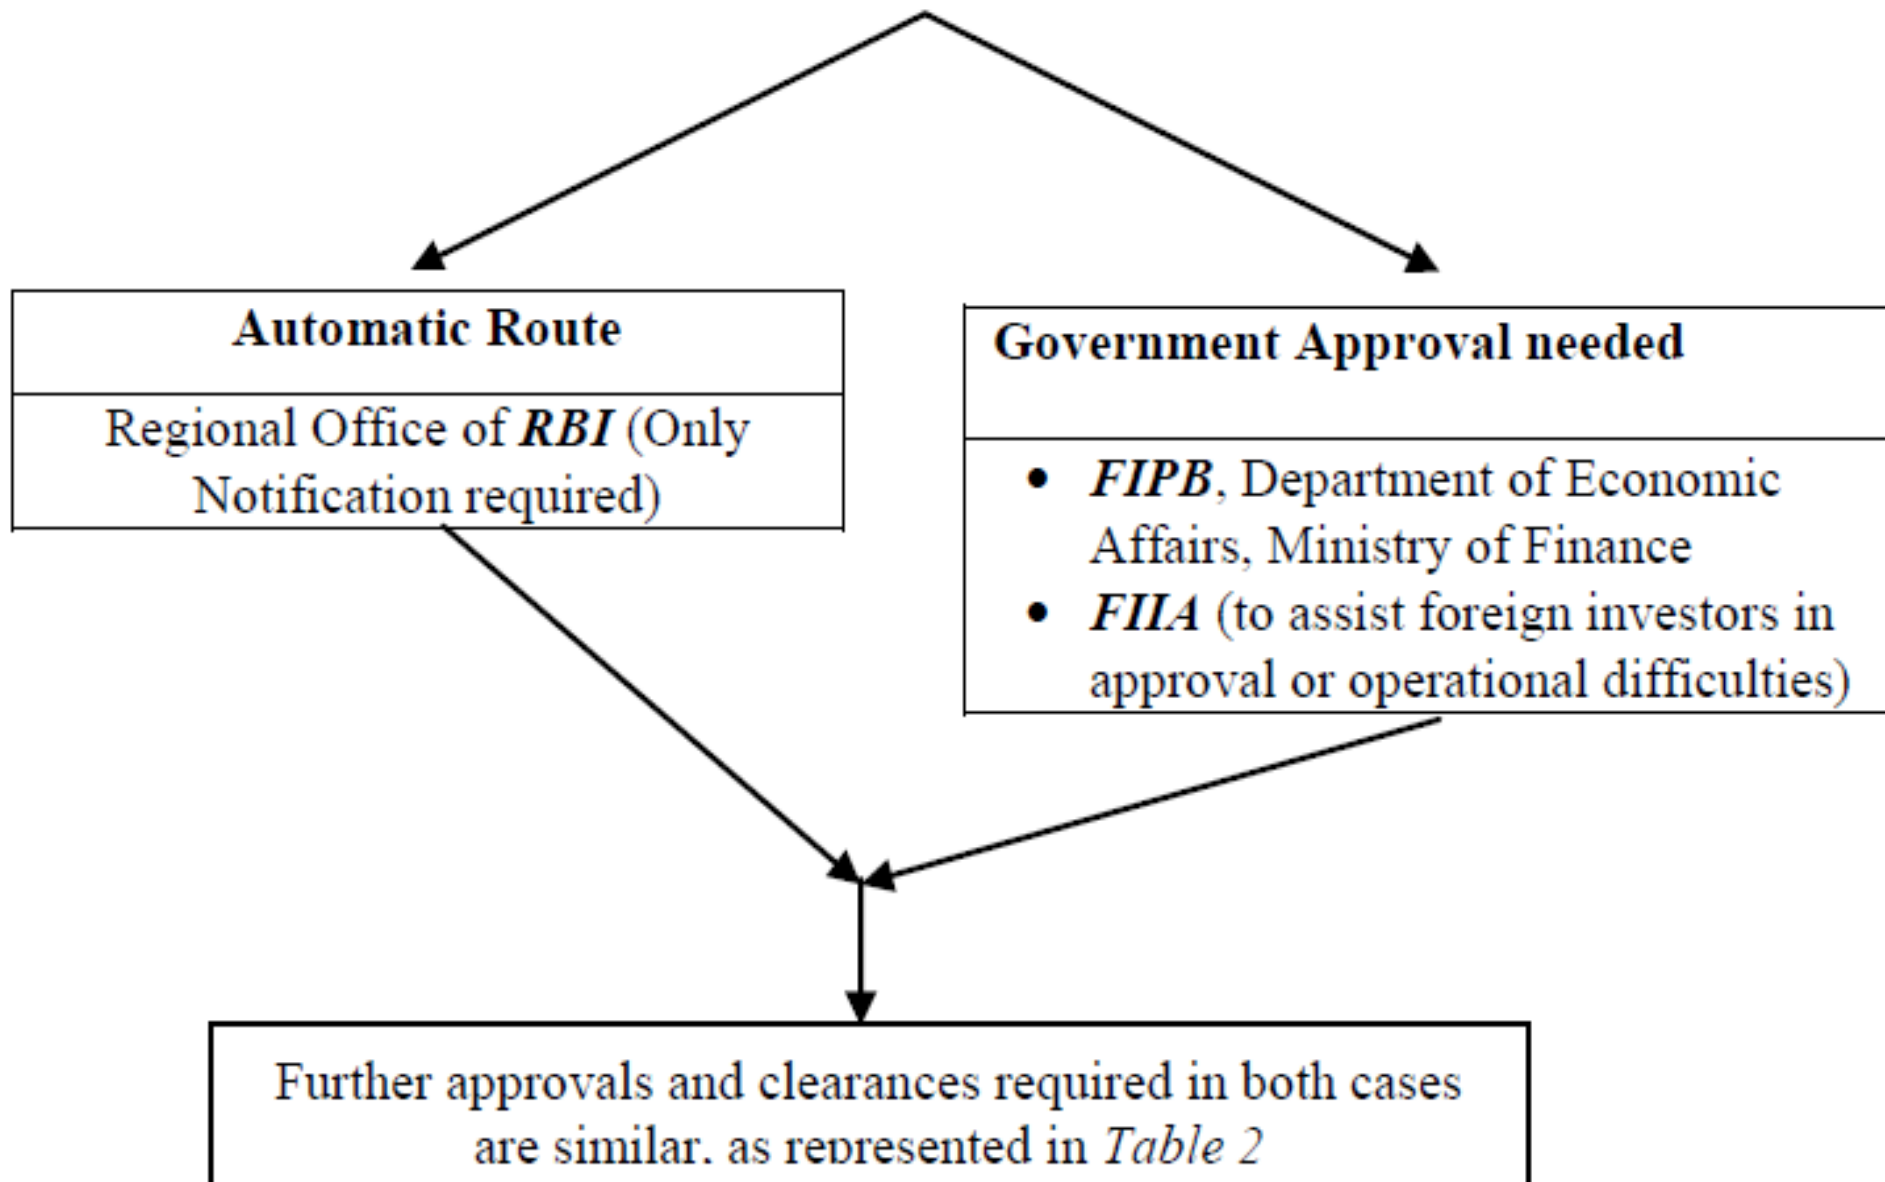 Automatic Route
Regional Office of RBI (Only
Notification required)
Government Approval needed
• FIPB, Department of Economic
Affairs, Ministry of Finance
• FIIA (to assist foreign investors in
approval or operational difficulties)
Further approvals and clearances required in both cases
are similar, as represented in Table 2